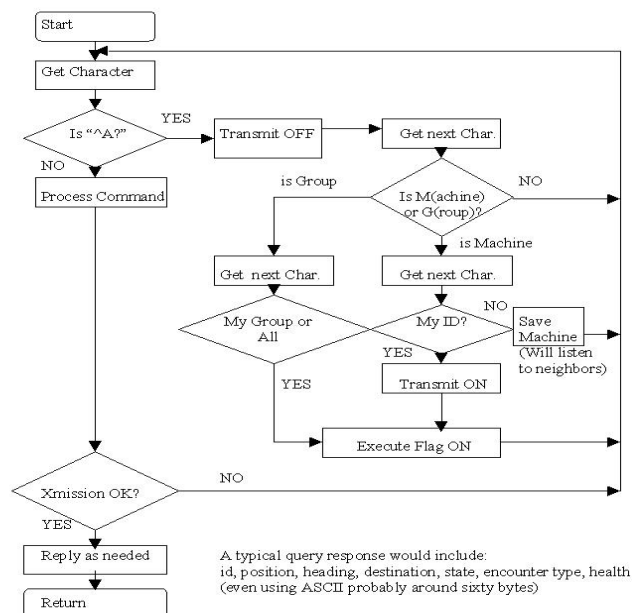 Start
Get Character
Is “^A?”
YES
Transmit OFF
Get next Char.
NO
Process Command
is Group
Is M(achine)
or G(roup)?
NO
is Machine
Get next Char.
Get next Char.
My Group or
All
My ID?
NO
Save
Machine
(Will listen
to neighbors)
YES
YES
Transmit ON
Execute Flag ON
Xmission OK?
NO
YES
Reply as needed
Return
A typical query response would include:
id, position, heading, destination, state, encounter type, health
(even using ASCII probably around sixty bytes)